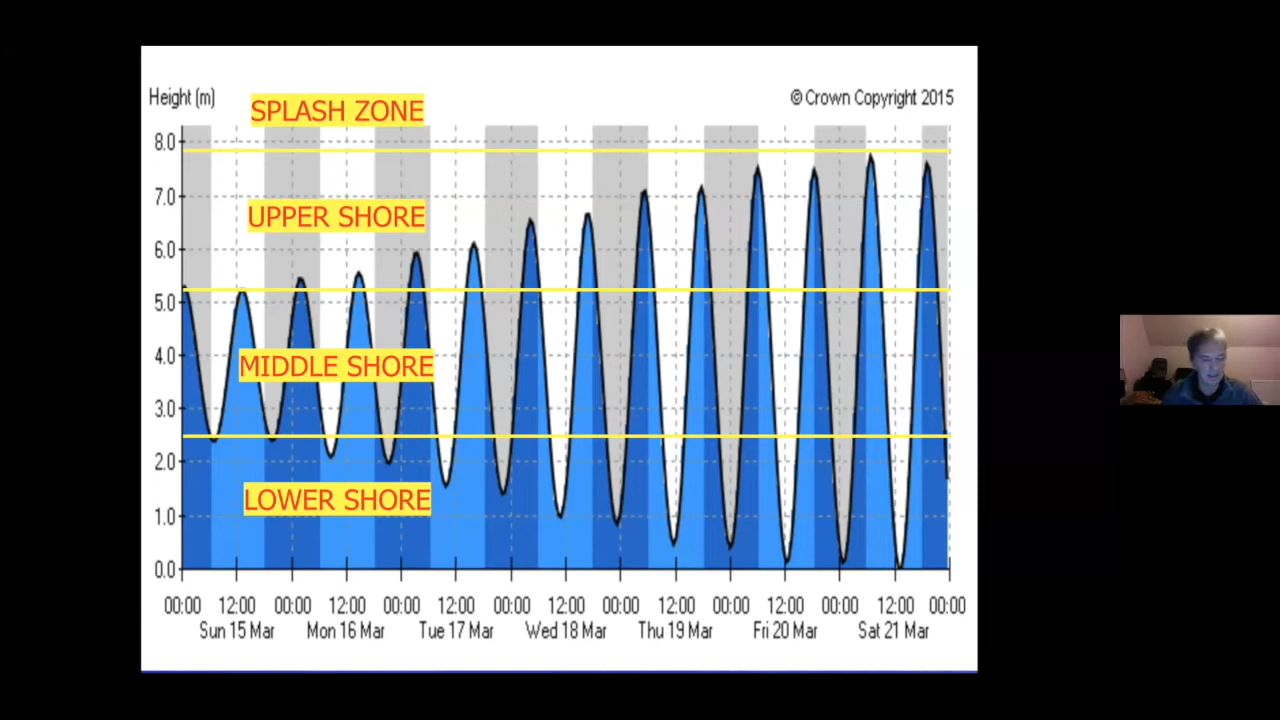 Height (m)
SPLASH ZONE
© Crown Copyright 2015
8.0
7.0
UPPER SHORE
6.0
5.0
4.0
MIDDLE SHORE
3.0
2.0
LOWER SHORE
1.0
0.0
00:00 12:00 00:00 12:00 00:00 12:00 00:00 12:00 00:00 12:00 00:00 12:00 00:00 12:00 00:00
Sun 15 Mar Mon 16 Mar Tue 17 Mar Wed 18 Mar Thu 19 Mar Fri 20 Mar Sat 21 Mar